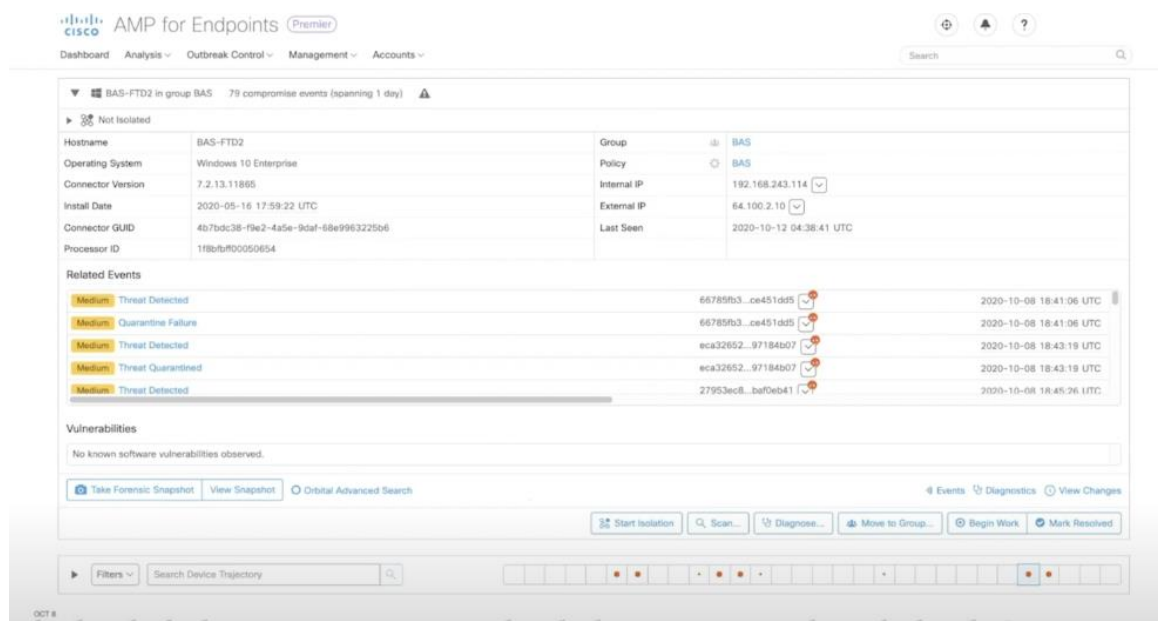 CISCO AMP for Endpoints Premier
?
Dashboard Analysis Outbreak Control Management Accounts
Search
BAS-FTD2 in group BAS 79 compromise events (spanning 1 day)
Not Isolated
Hostname BAS-FTD2 Group BAS
Operating System Windows 10 Enterprise Policy BAS
Connector Version 7.2.13.11865 Internal IP 192.168.243.114
Install Date 2020-05-16 17:59:22 UTC External IP 64.100.2.10
Connector GUID 4b7bdc38-f9e2-4a5e-9daf-68e9963225b6 Last Seen 2020-10-12 04:38:41 UTC
Processor ID 1f8bfbff00050654
Related Events
Medium Threat Detected 66785fb3...ce451dd5 2020-10-08 18:41:06 UTC
Medium Quarantine Failure 66785fb3...ce451dd5 2020-10-08 18:41:06 UTC
Medium Threat Detected eca32652...97184b07 2020-10-08 18:43:19 UTC
Medium Threat Quarantined eca32652...97184b07 2020-10-08 18:43:19 UTC
Medium Threat Detected 27953ec8...baf0eb41 2020-10-08 18:45:26 UTC
Vulnerabilities
No known software vulnerabilities observed.
Take Forensic Snapshot View Snapshot Orbital Advanced Search Events Diagnostics View Changes
Start Isolation Scan... Diagnose... Move to Group... Begin Work Mark Resolved
Filters Search Device Trajectory
OCT 8